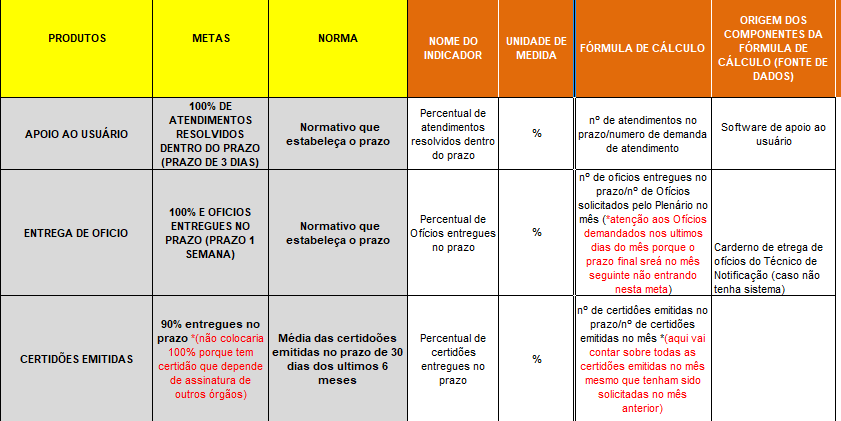 PRODUTOS
METAS
NORMA
NOME DO
INDICADOR
UNIDADE DE
MEDIDA
FÓRMULA DE CÁLCULO
ORIGEM DOS
COMPONENTES DA
FÓRMULA DE
CÁLCULO (FONTE DE
DADOS)
APOIO AO USUÁRIO
100% DE
ATENDIMENTOS
RESOLVIDOS
DENTRO DO PRAZO
(PRAZO DE 3 DIAS)
Normativo que
estabeleça o prazo
Percentual de
atendimentos
resolvidos dentro
do prazo
%
nº de atendimentos no
prazo/numero de demanda
de atendimento
Software de apoio ao
usuário
ENTREGA DE OFICIO
100% E OFICIOS
ENTREGUES NO
PRAZO (PRAZO 1
SEMANA)
Normativo que
estabeleça o prazo
Percentual de
Ofícios entregues
no prazo
%
nº de oficios entregues no
prazo/nº de Ofícios
solicitados pelo Plenário no
mês (*atenção aos Ofícios
demandados nos ultimos
dias do mês porque o
prazo final sreá no mês
seguinte não entrando
nesta meta)
Carderno de etrega de
ofícios do Técnico de
Notificação (caso não
tenha sistema)
CERTIDÕES EMITIDAS
90% entregues no
prazo *(não colocaria
100% porque tem
certidão que depende
de assinatura de
outros órgãos)
Média das certidoões
emitidas no prazo de 30
dias dos ultimos 6
meses
Percentual de
certidões
entregues no
prazo
%
nº de certidões emitidas no
prazo/nº de certidões
emitidas no mês *(aqui vai
contar sobre todas as
certidões emitidas no mês
mesmo que tenham sido
solicitadas no mês
anterior)